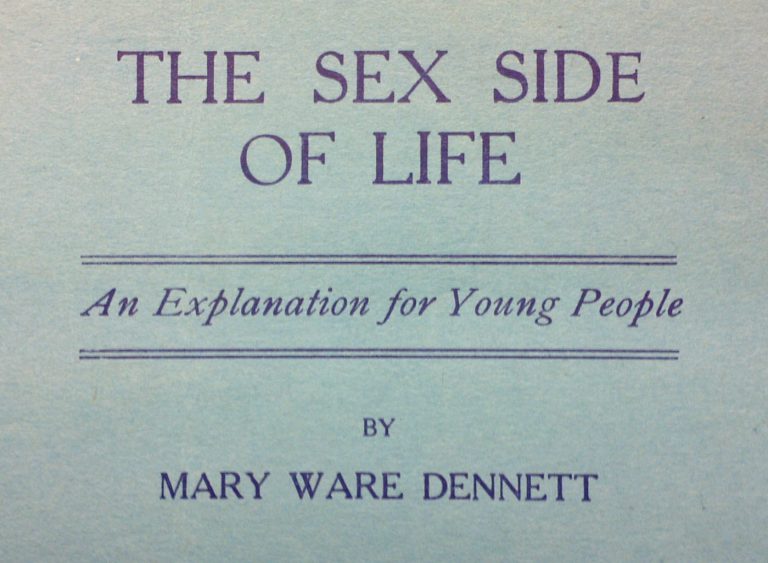 THE SEX SIDE
OF LIFE
An Explanation for Young People
BY
MARY WARE DENNETT